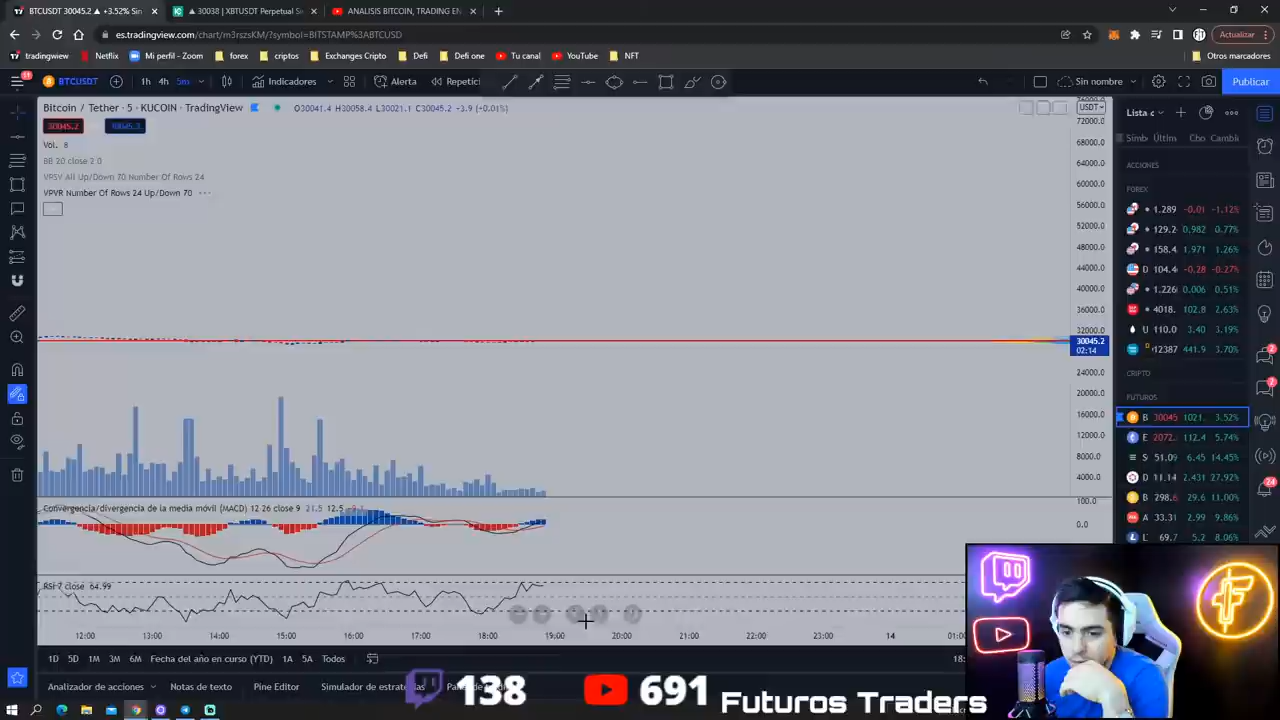 BTCUSDT 30045.2 ▲ +3.52% Sin
▲ 30038 | XBTUSDT Perpetual S
ANALISIS BITCOIN, TRADING EN
es.tradingview.com/chart/m3rszsKM/?symbol=BITSTAMP%3ABTCUSD
Actualizar
tradingview
Netflix
Mi perfil - Zoom
forex
criptos
Exchanges Cripto
Defi
Defi one
Tu canal
YouTube
NFT
Otros marcadores
11
BTCUSDT
1h 4h 5m
Indicadores
Alerta
Repetici
Sin nombre
Publicar
Bitcoin / Tether · 5 · KUCOIN · TradingView
O30041.4 H30058.4 L30021.1 C30045.2 -3.9 (-0.01%)
USDT
30045.2
Vol. 8
BB 20 close 2 0
VPSV All Up/Down 70 Number Of Rows 24
VPVR Number Of Rows 24 Up/Down 70 ···
72000.0
68000.0
64000.0
60000.0
56000.0
52000.0
48000.0
44000.0
40000.0
36000.0
32000.0
30045.2
02:14
24000.0
20000.0
16000.0
12000.0
8000.0
4000.0
Convergencia/divergencia de la media móvil (MACD) 12 26 close 9 21.5 12.5
100.0
0.0
RSI 7 close 64.99
12:00 13:00 14:00 15:00 16:00 17:00 18:00 19:00 20:00 21:00 22:00 23:00 14 01:00
1D 5D 1M 3M 6M Fecha del año en curso (YTD) 1A 5A Todos
18:
Analizador de acciones
Notas de texto
Pine Editor
Simulador de estrate
Lista c
Símb Últim Cho Cambi
ACCIONES
FOREX
1.289 -0.01 -1.12%
129.2 0.982 0.77%
158.4 1.971 1.26%
D 104.4 -0.28 -0.27%
1.226 0.006 0.51%
4018. 102.8 2.63%
U 110.0 3.40 3.19%
12387 441.9 3.70%
CRIPTO
FUTUROS
B 30045 1021. 3.52%
E 2072. 112.4 5.74%
S 51.09 6.45 14.45%
D 11.14 2.431 27.92%
B 298.6 29.6 11.00%
A 33.31 2.99 9.86%
L 69.7 5.2 8.06%
2
2
24
138
691
Futuros Traders